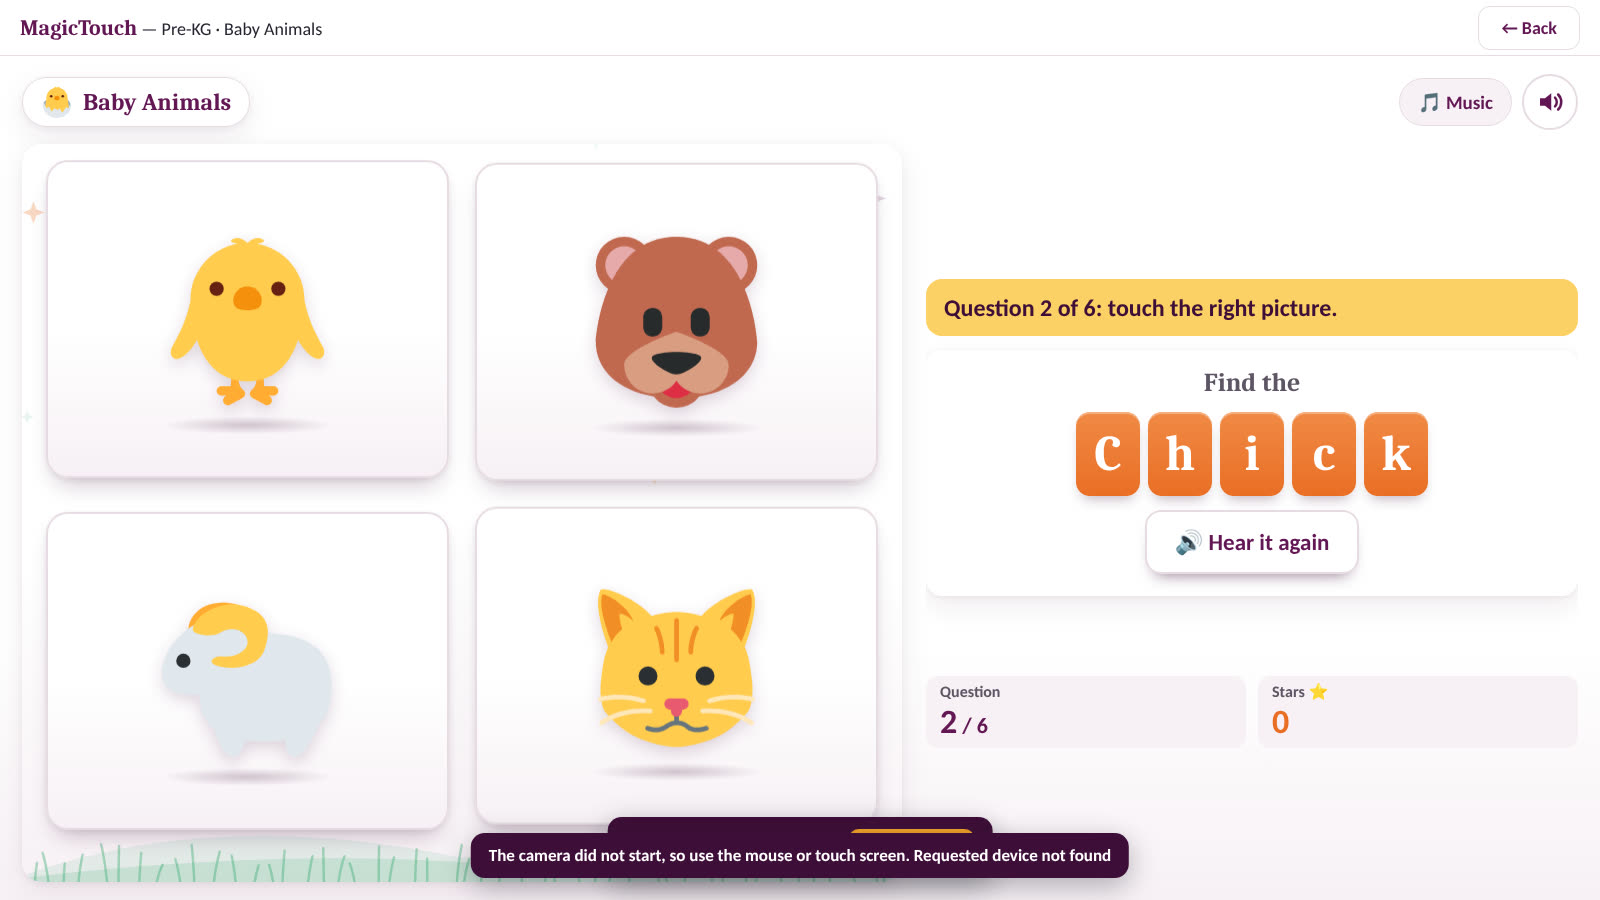 MagicTouch — Pre-KG · Baby Animals
← Back
Baby Animals
Music
Question 2 of 6: touch the right picture.
Find the
Chick
Hear it again
Question
2 / 6
Stars
0
The camera did not start, so use the mouse or touch screen. Requested device not found